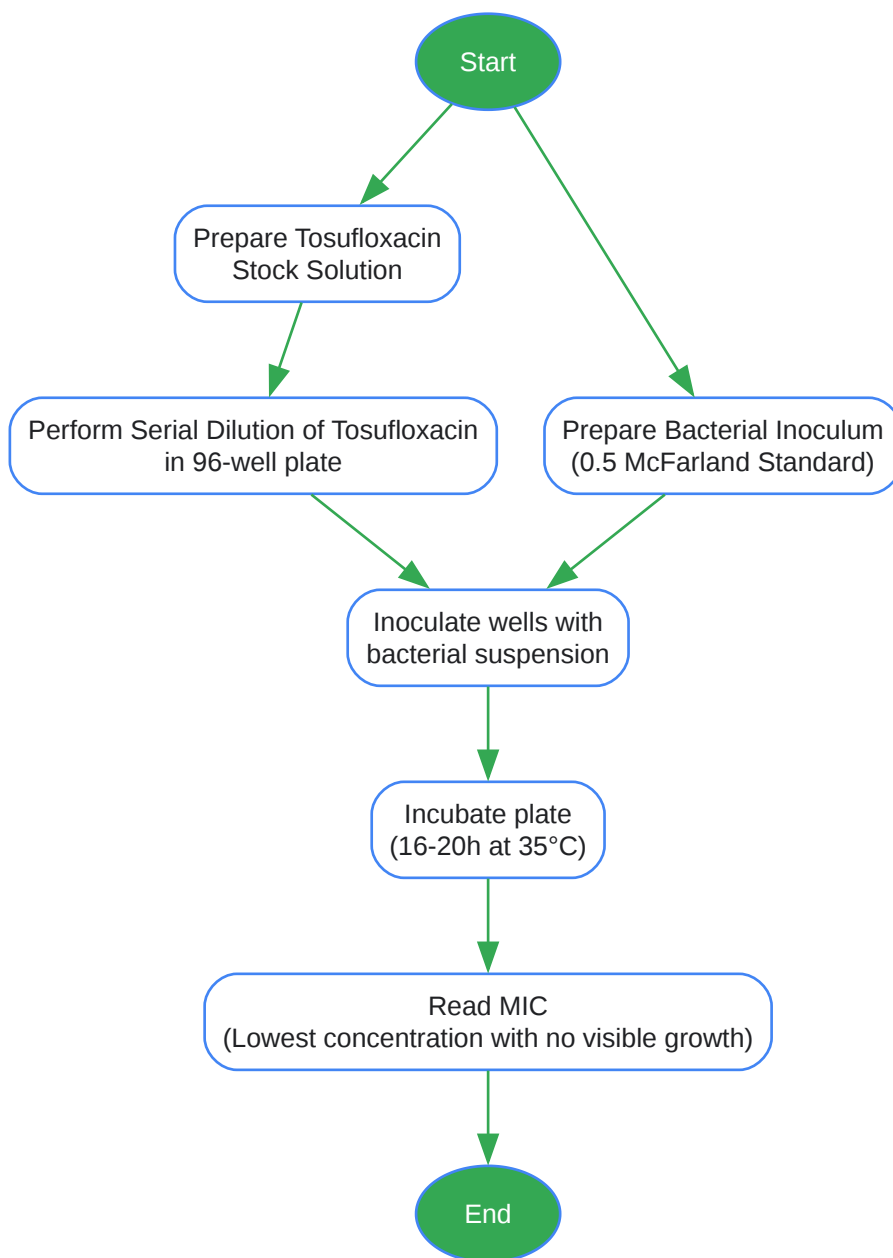 Start
Prepare Tosufloxacin
Stock Solution
Perform Serial Dilution of Tosufloxacin
in 96-well plate
Prepare Bacterial Inoculum
(0.5 McFarland Standard)
Inoculate wells with
bacterial suspension
Incubate plate
(16-20h at 35°C)
Read MIC
(Lowest concentration with no visible growth)
End